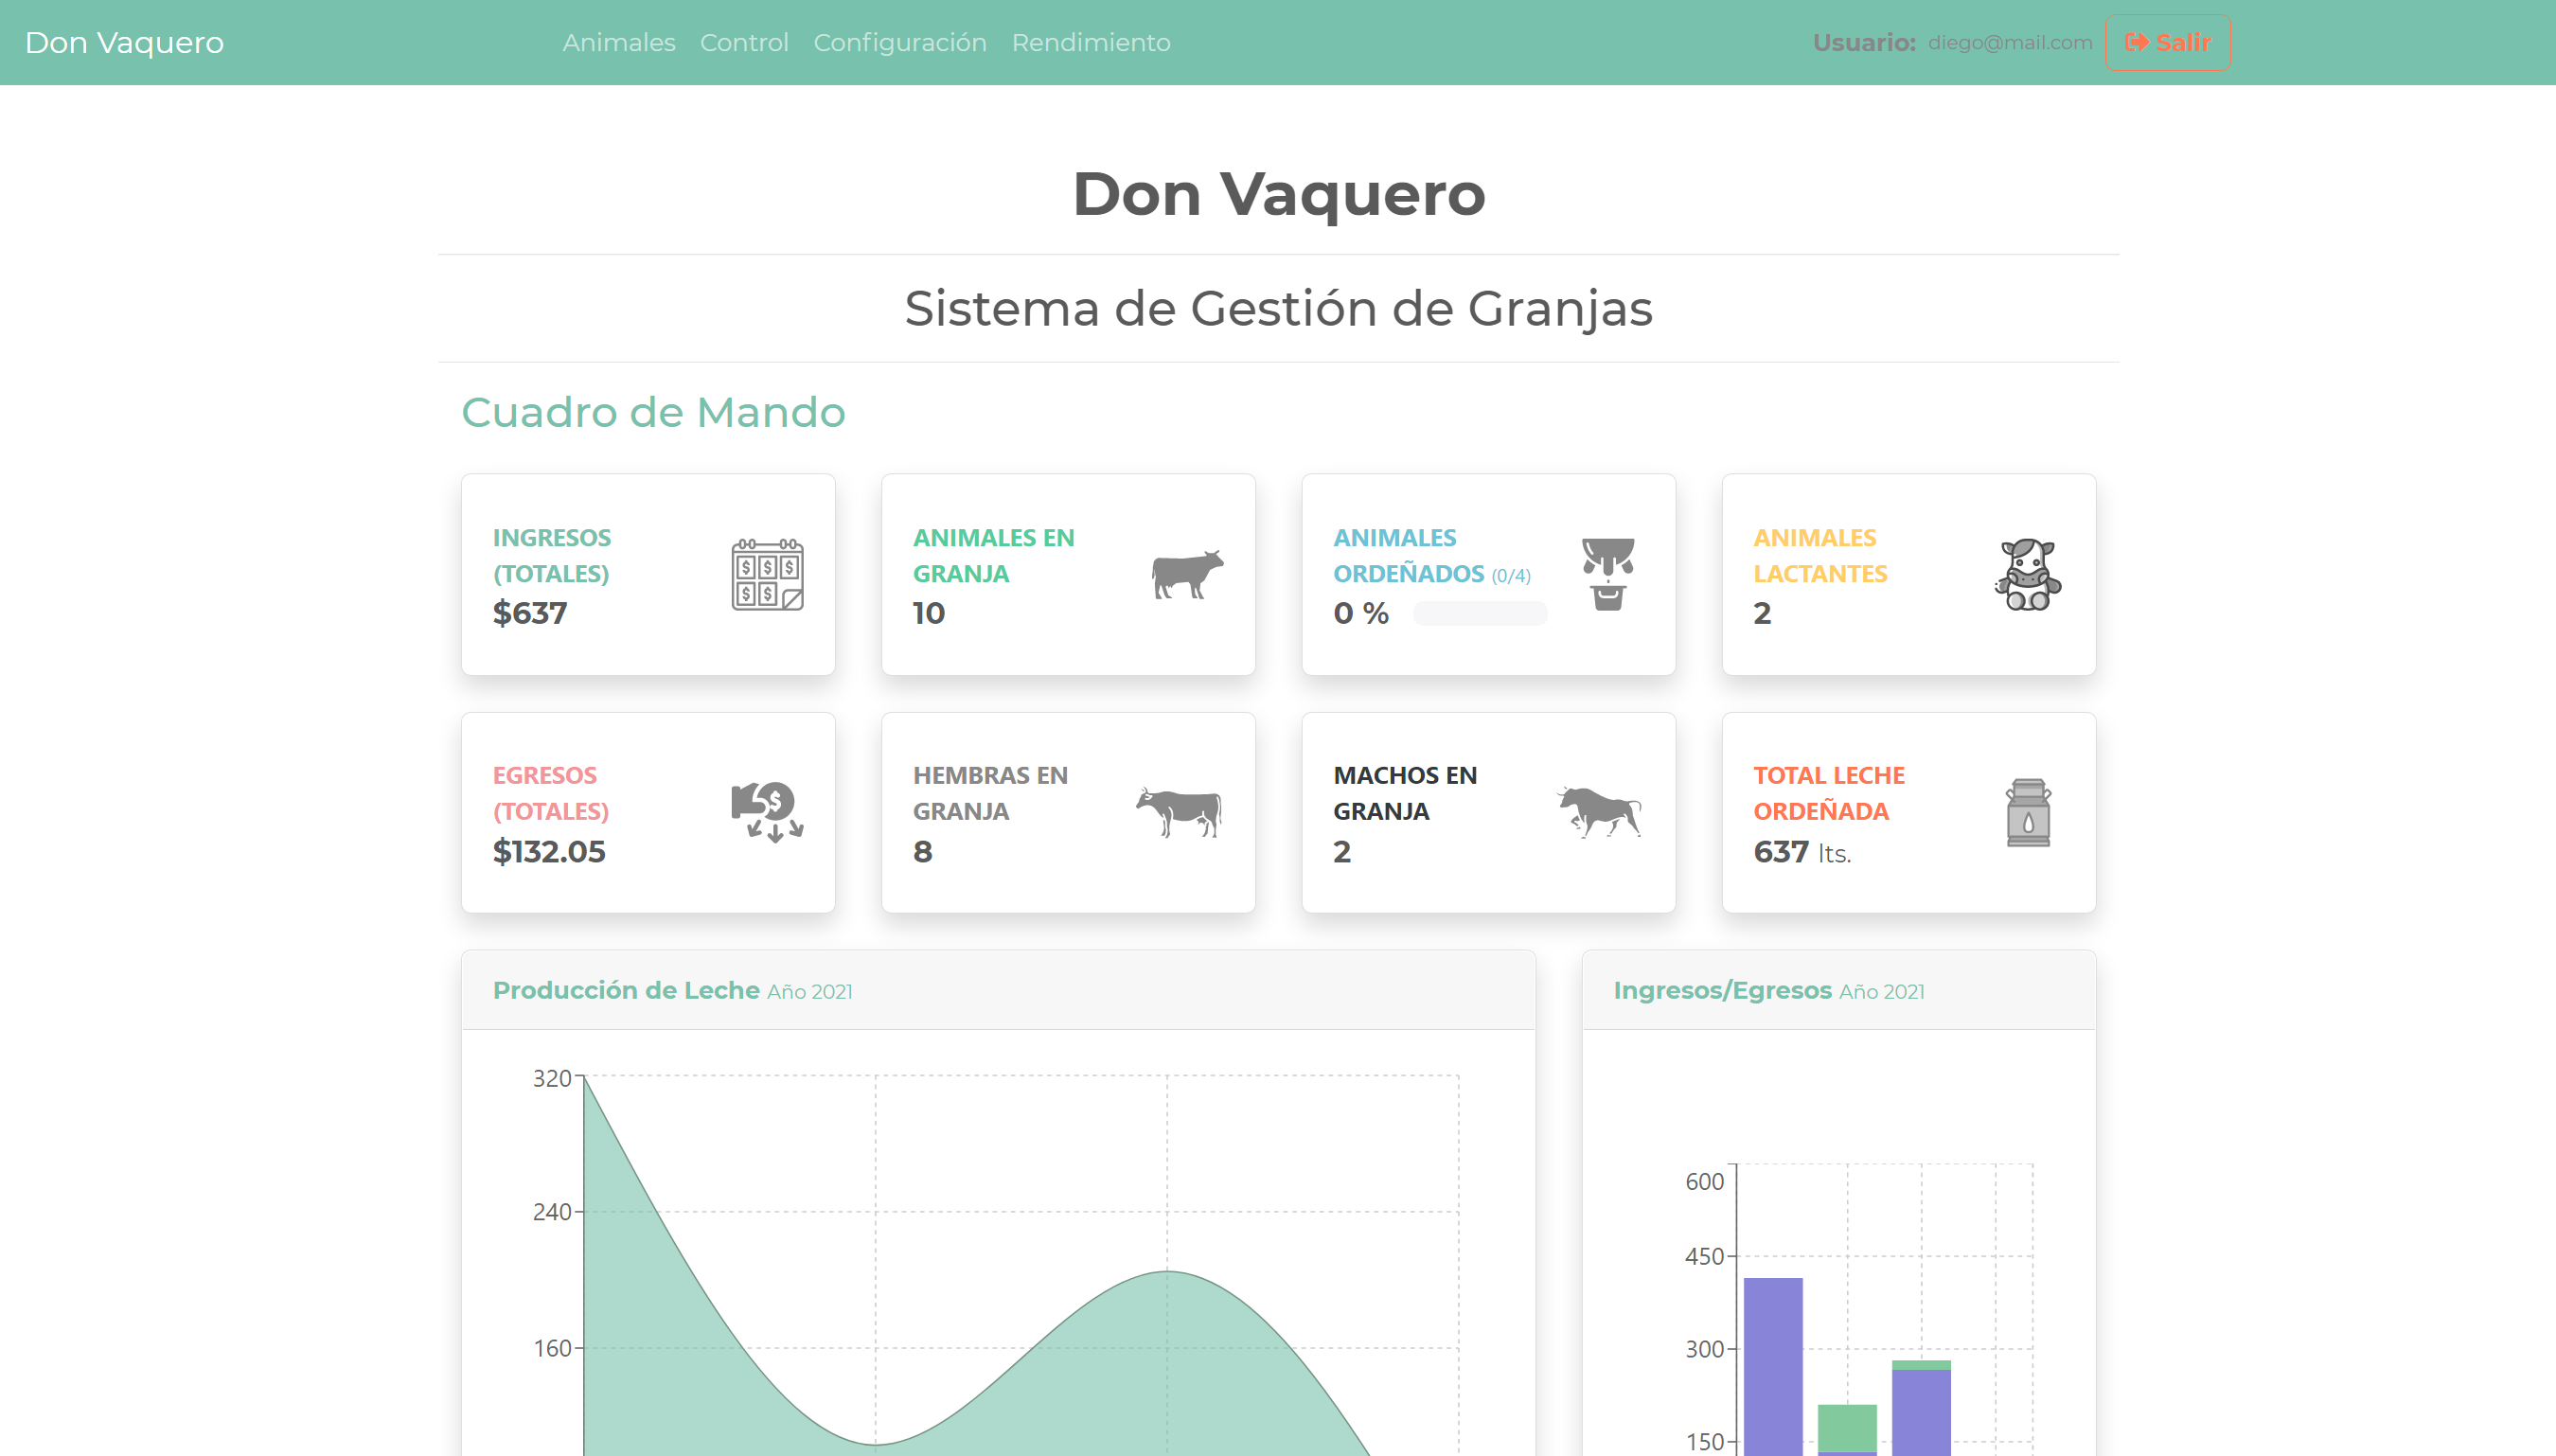 Don Vaquero
Animales Control Configuración Rendimiento
Usuario: diego@mail.com Salir
Don Vaquero
Sistema de Gestión de Granjas
Cuadro de Mando
INGRESOS
(TOTALES)
$637
ANIMALES EN
GRANJA
10
ANIMALES
ORDEÑADOS (0/4)
0 %
ANIMALES
LACTANTES
2
EGRESOS
(TOTALES)
$132.05
HEMBRAS EN
GRANJA
8
MACHOS EN
GRANJA
2
TOTAL LECHE
ORDEÑADA
637 lts.
Producción de Leche Año 2021
320
240
160
Ingresos/Egresos Año 2021
600
450
300
150